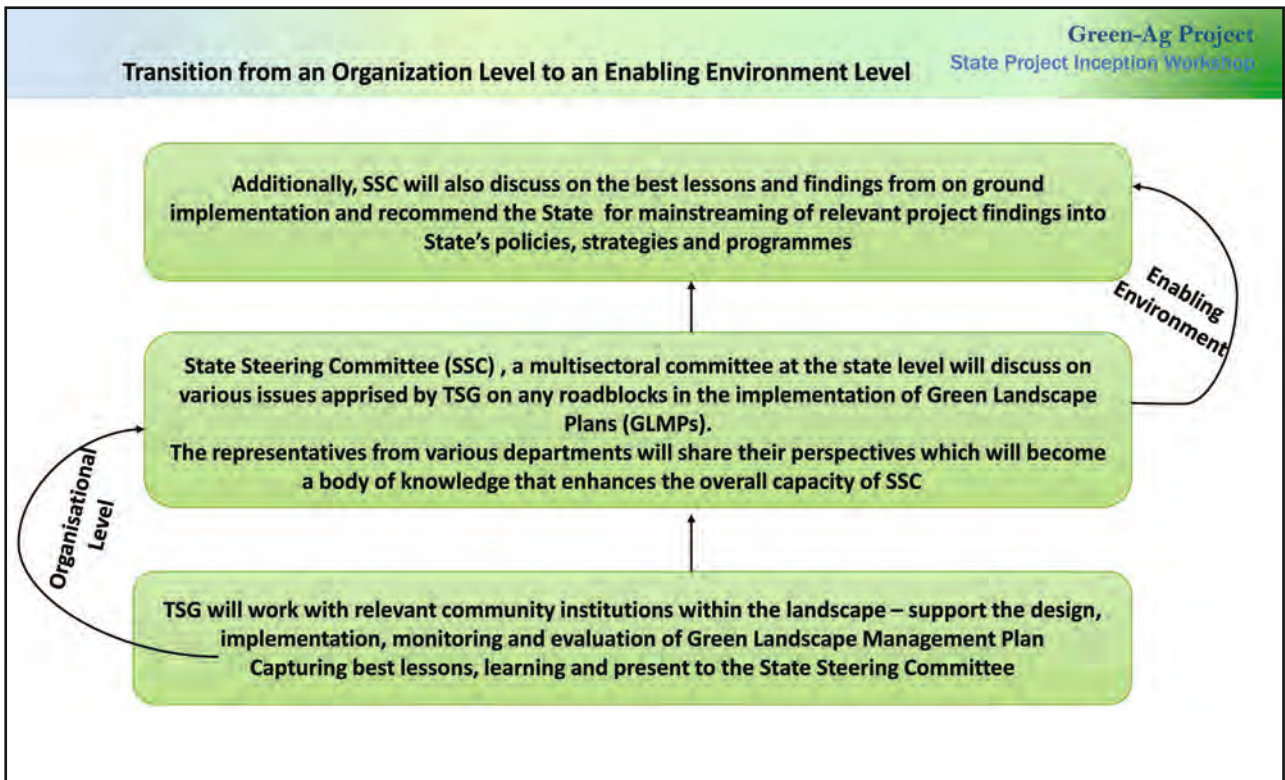 Green-Ag Project
State Project Inception Workshop
Transition from an Organization Level to an Enabling Environment Level
Additionally, SSC will also discuss on the best lessons and findings from on ground
implementation and recommend the State for mainstreaming of relevant project findings into
State's policies, strategies and programmes
Enabling
Environment
State Steering Committee (SSC) , a multisectoral committee at the state level will discuss on
various issues apprised by TSG on any roadblocks in the implementation of Green Landscape
Plans (GLMPs).
The representatives from various departments will share their perspectives which will become
a body of knowledge that enhances the overall capacity of SSC
Organisational
Level
TSG will work with relevant community institutions within the landscape – support the design,
implementation, monitoring and evaluation of Green Landscape Management Plan
Capturing best lessons, learning and present to the State Steering Committee